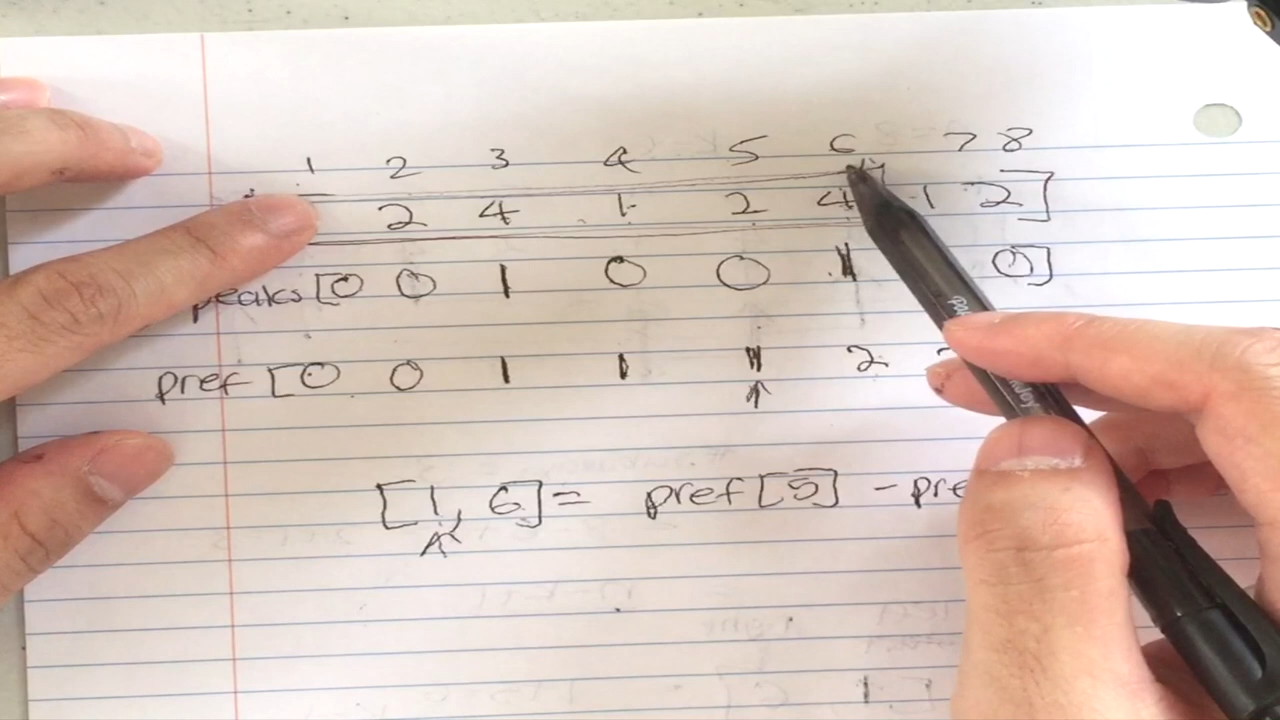 1 2 3 4 5 6 7 8
2 4 1 2 4 1 2]
peaks [0 0 1 0 0 1 0]
pref [0 0 1 1 1 2
[1, 6] = pref[5] - pre